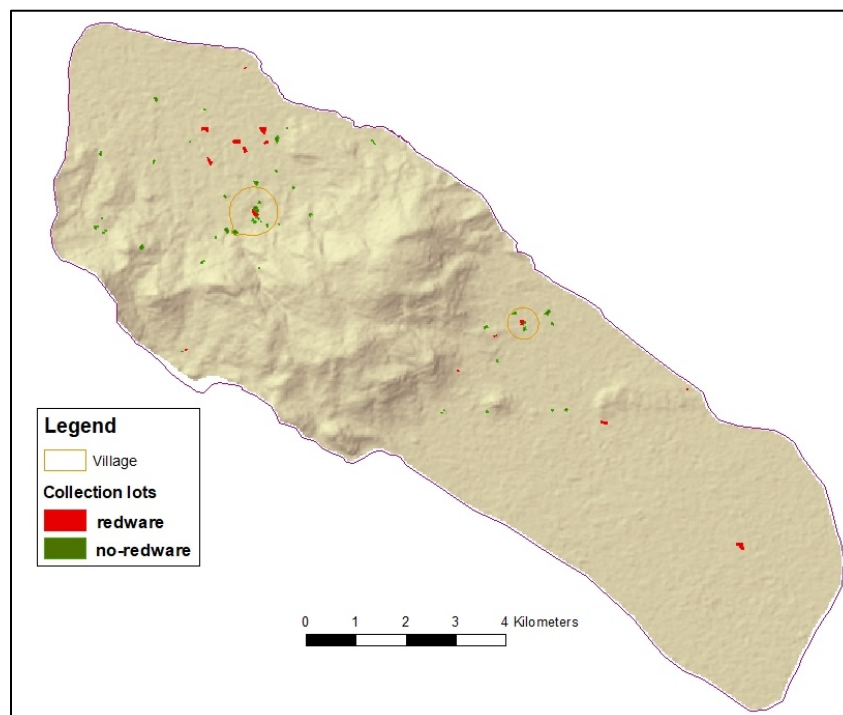 Legend
Village
Collection lots
redware
no-redware
0 1 2 3 4 Kilometers